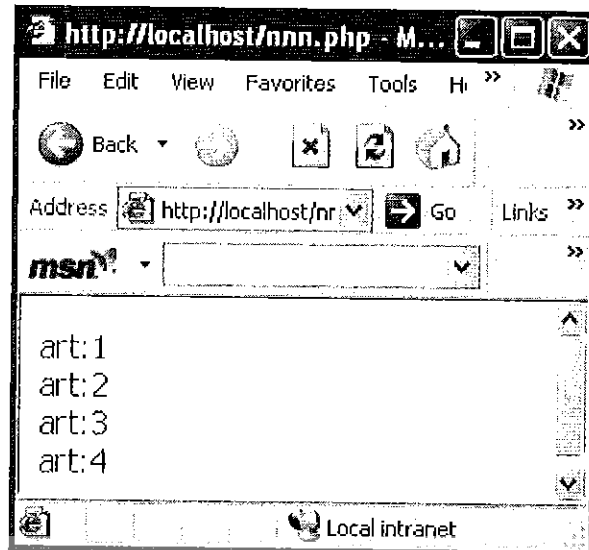 http://localhost/nnn.php - M...
File Edit View Favorites Tools H »
Back »
Address http://localhost/nr Go Links »
msn »
art:1
art:2
art:3
art:4
Local intranet